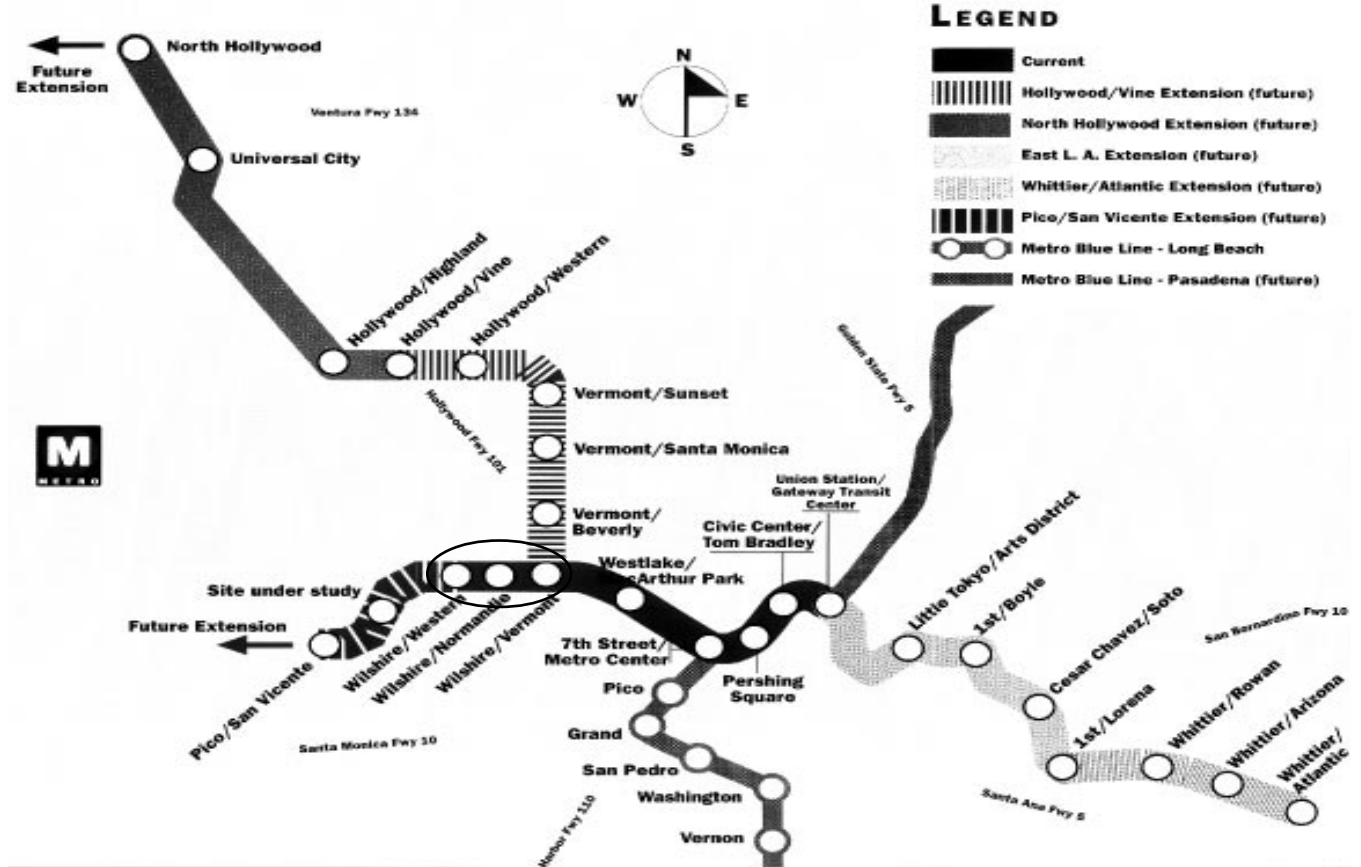 LEGEND
Current
Hollywood/Vine Extension (future)
North Hollywood Extension (future)
East L. A. Extension (future)
Whittier/Atlantic Extension (future)
Pico/San Vicente Extension (future)
Metro Blue Line - Long Beach
Metro Blue Line - Pasadena (future)
North Hollywood
Future
Extension
Ventura Fwy 134
N
W
E
S
Universal City
Hollywood/Highland
Hollywood/Vine
Hollywood/Western
Golden State Fwy 5
Hollywood Fwy 101
Vermont/Sunset
M
METRO
Vermont/Santa Monica
Union Station/
Gateway Transit
Center
Vermont/
Beverly
Civic Center/
Tom Bradley
Westlake/
MacArthur Park
Little Tokyo/Arts District
1st/Boyle
Cesar Chavez/Soto
San Bernardino Fwy 10
Site under study
Future Extension
Pico/San Vicente
Wilshire/Western
Wilshire/Normandie
Wilshire/Vermont
7th Street/
Metro Center
Pershing
Square
Pico
Grand
San Pedro
Washington
Vernon
Santa Monica Fwy 10
Harbor Fwy 110
1st/Lorena
Whittier/Rowan
Whittier/Arizona
Whittier/
Atlantic
Santa Ana Fwy 5